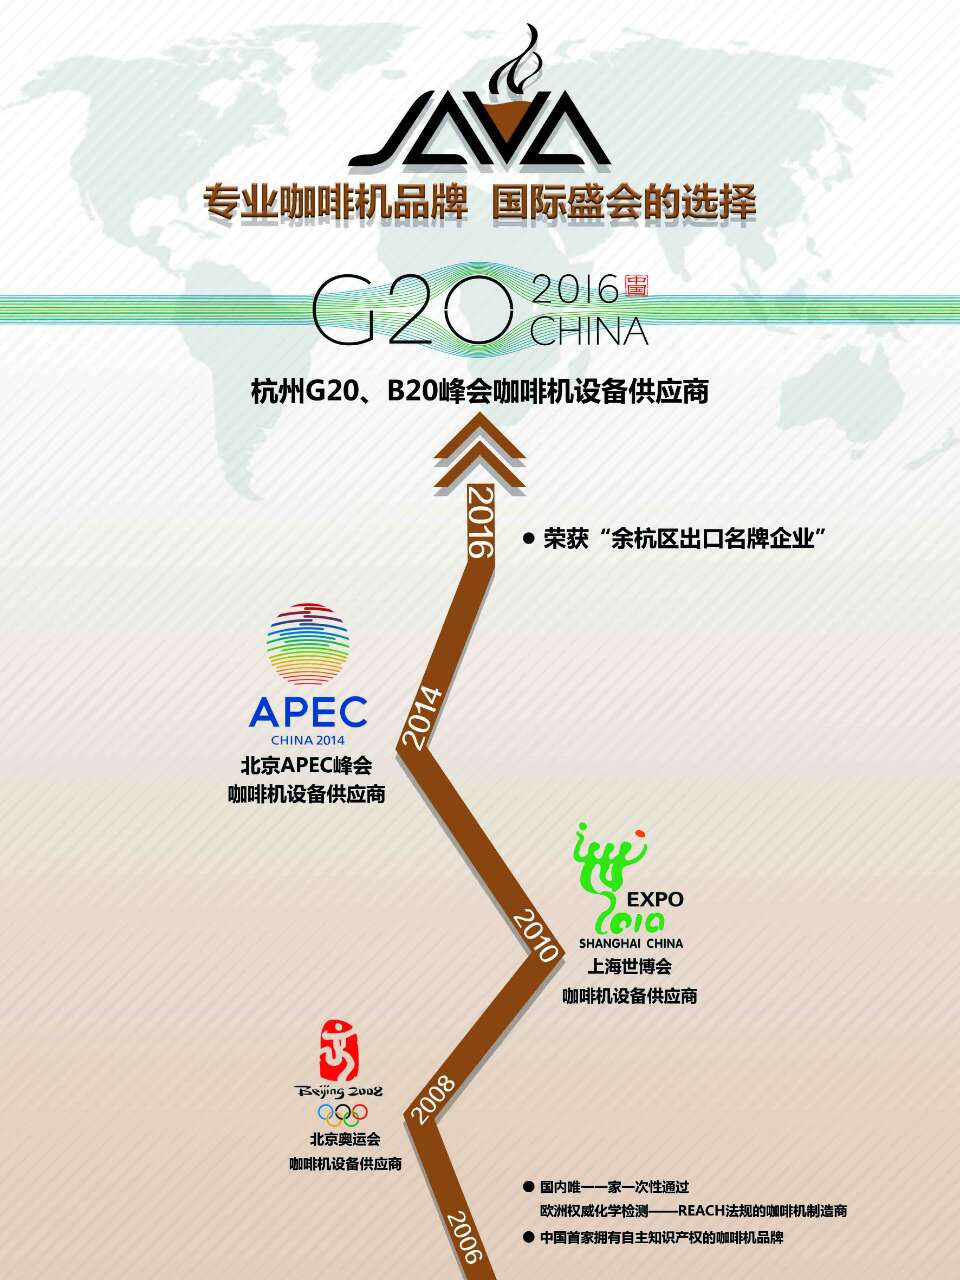 JAVA
专业咖啡机品牌 国际盛会的选择
G20 2016 中国
CHINA
杭州G20、B20峰会咖啡机设备供应商
2016
● 荣获“余杭区出口名牌企业”
2014
APEC
CHINA 2014
北京APEC峰会
咖啡机设备供应商
2010
EXPO
2010
SHANGHAI CHINA
上海世博会
咖啡机设备供应商
2008
Beijing 2008
北京奥运会
咖啡机设备供应商
2006
● 国内唯一一家一次性通过
欧洲权威化学检测——REACH法规的咖啡机制造商
● 中国首家拥有自主知识产权的咖啡机品牌